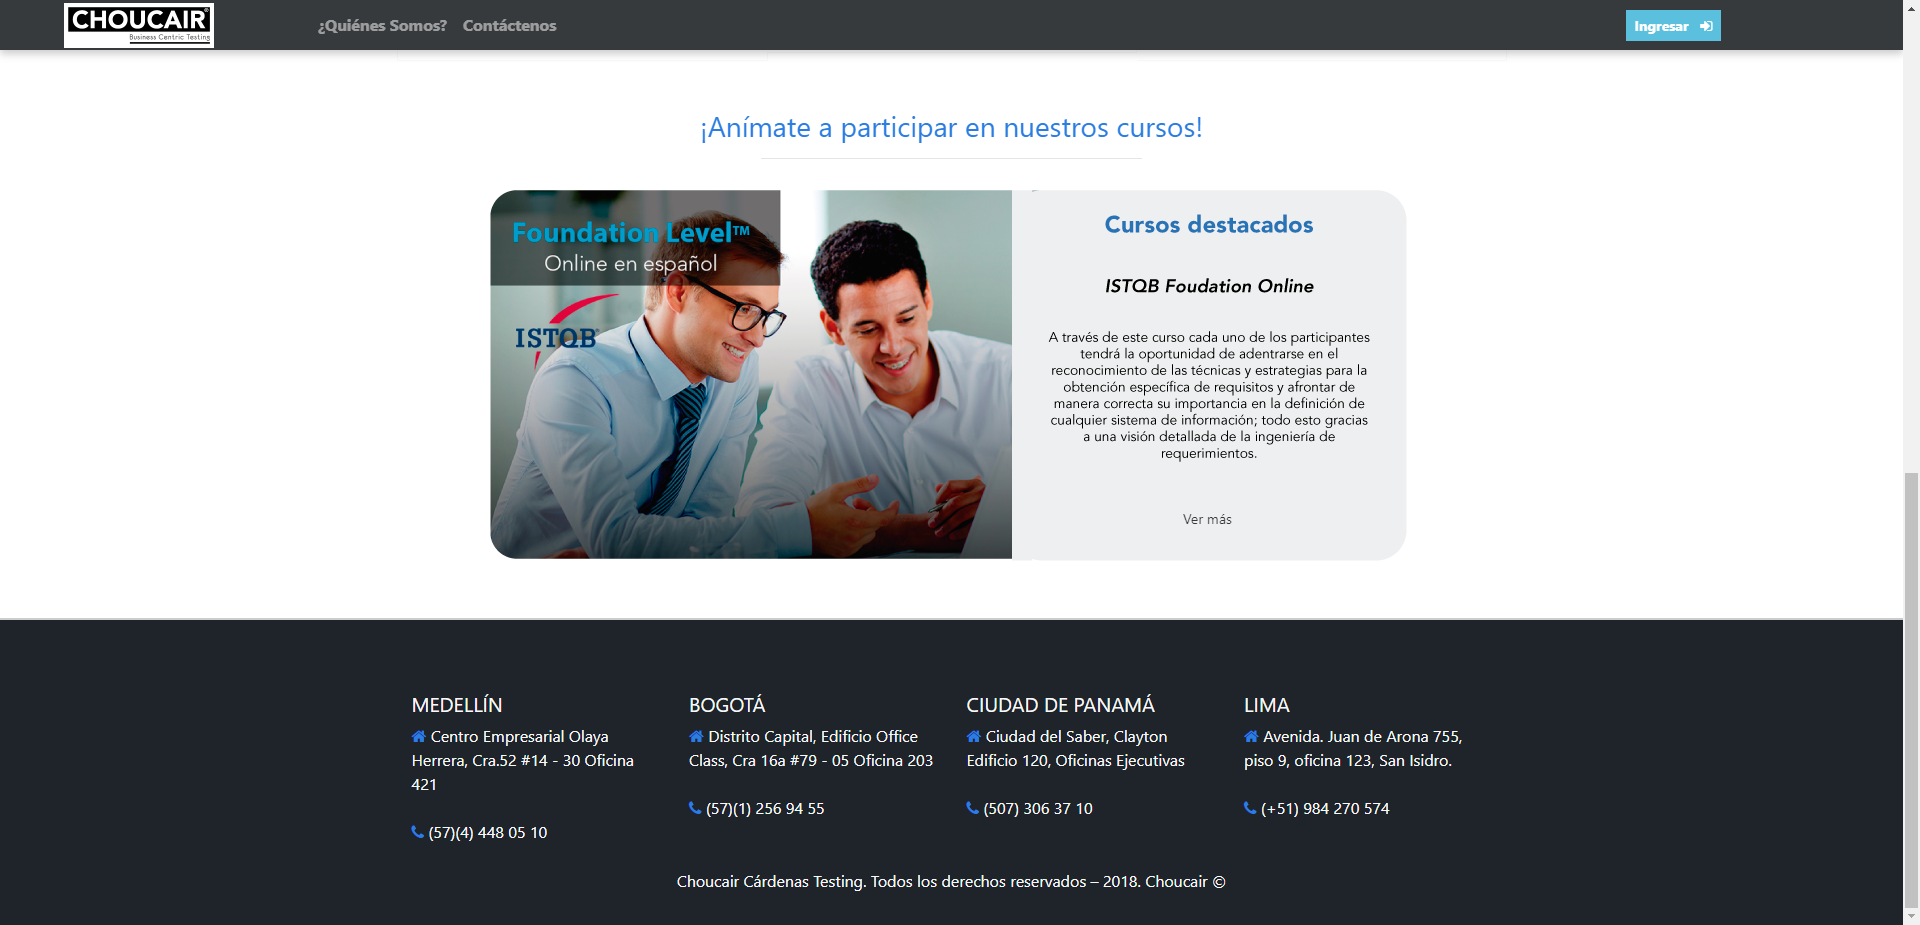 CHOUCAIR®
Business Centric Testing
¿Quiénes Somos?
Contáctenos
Ingresar
¡Anímate a participar en nuestros cursos!
Foundation Level™
Online en español
ISTQB®
Cursos destacados
ISTQB Foudation Online
A través de este curso cada uno de los participantes
tendrá la oportunidad de adentrarse en el
reconocimiento de las técnicas y estrategias para la
obtención específica de requisitos y afrontar de
manera correcta su importancia en la definición de
cualquier sistema de información; todo esto gracias
a una visión detallada de la ingeniería de
requerimientos.
Ver más
MEDELLÍN
Centro Empresarial Olaya
Herrera, Cra.52 #14 - 30 Oficina
421
(57)(4) 448 05 10
BOGOTÁ
Distrito Capital, Edificio Office
Class, Cra 16a #79 - 05 Oficina 203
(57)(1) 256 94 55
CIUDAD DE PANAMÁ
Ciudad del Saber, Clayton
Edificio 120, Oficinas Ejecutivas
(507) 306 37 10
LIMA
Avenida. Juan de Arona 755,
piso 9, oficina 123, San Isidro.
(+51) 984 270 574
Choucair Cárdenas Testing. Todos los derechos reservados – 2018. Choucair ©